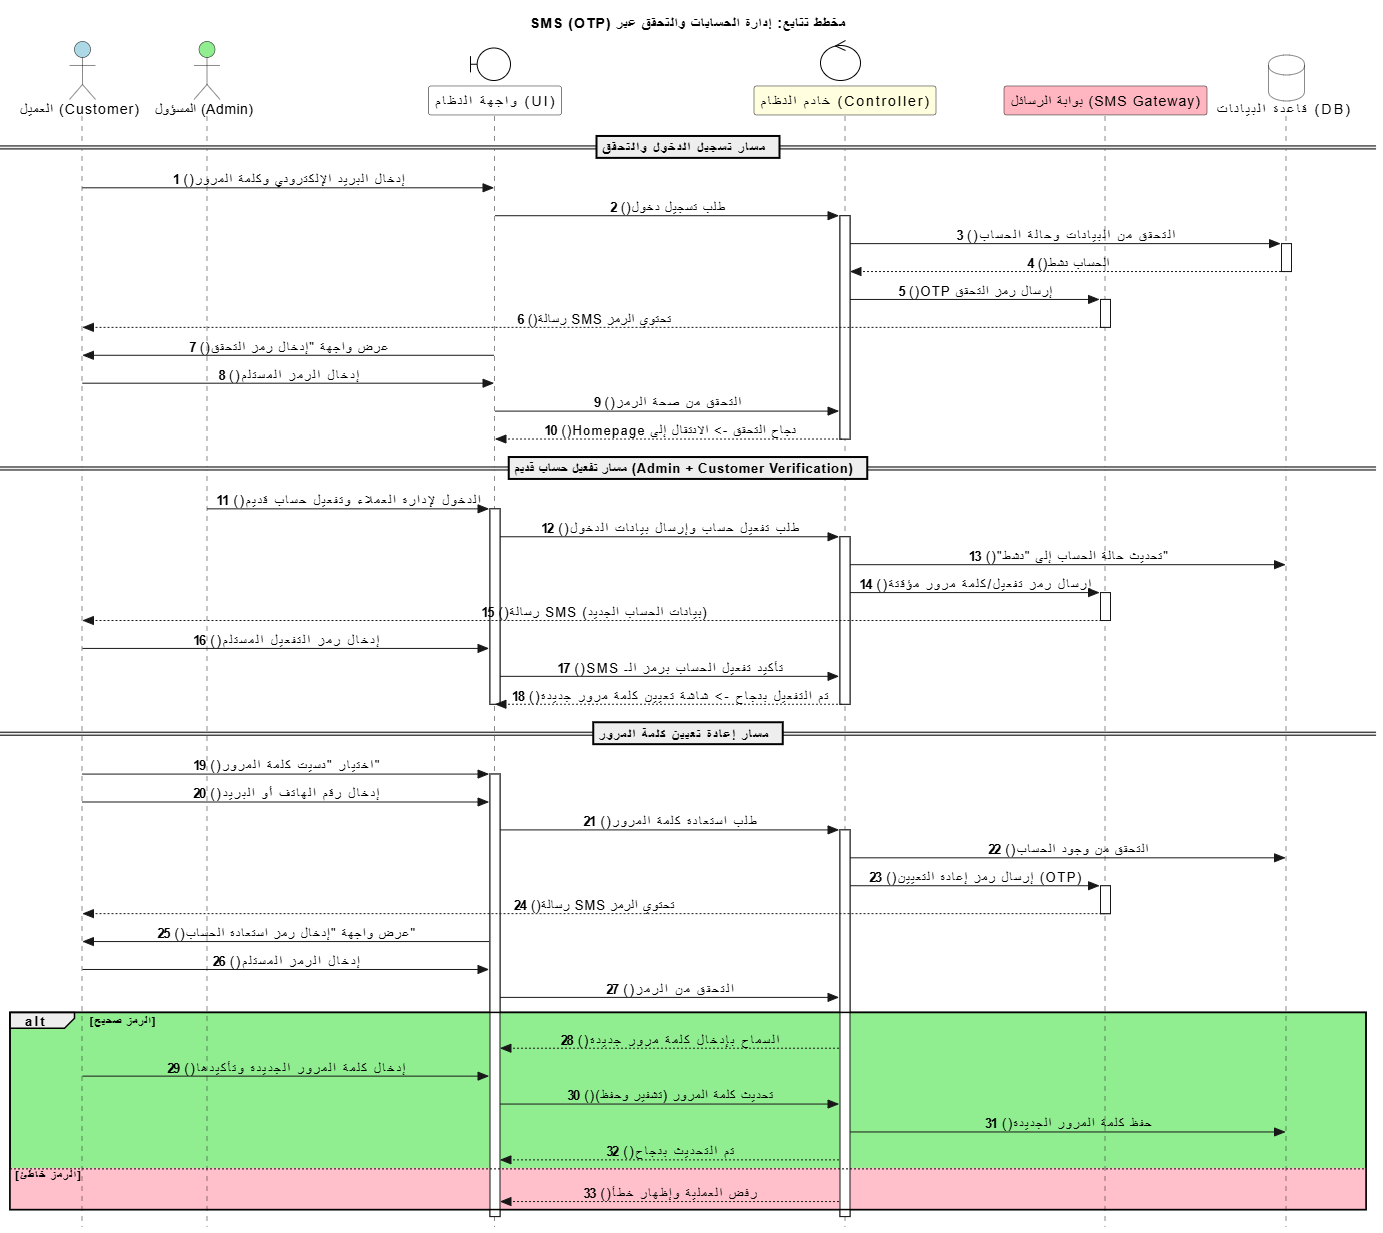 مخطط تتابع: إدارة الحسابات والتحقق عبر SMS (OTP)
العميل (Customer)
المسؤول (Admin)
واجهة النظام (UI)
خادم النظام (Controller)
بوابة الرسائل (SMS Gateway)
قاعدة البيانات (DB)
مسار تسجيل الدخول والتحقق
1 إدخال البريد الإلكتروني وكلمة المرور()
2 طلب تسجيل دخول()
3 التحقق من البيانات وحالة الحساب()
4 الحساب نشط()
5 إرسال رمز التحقق OTP()
6 رسالة SMS تحتوي الرمز()
7 عرض واجهة "إدخال رمز التحقق()
8 إدخال الرمز المستلم()
9 التحقق من صحة الرمز()
10 نجاح التحقق -> الانتقال إلى Homepage()
مسار تفعيل حساب قديم (Admin + Customer Verification)
11 الدخول لإدارة العملاء وتفعيل حساب قديم()
12 طلب تفعيل حساب وإرسال بيانات الدخول()
13 تحديث حالة الحساب إلى "نشط"()
14 إرسال رمز تفعيل/كلمة مرور مؤقتة()
15 رسالة SMS (بيانات الحساب الجديد)()
16 إدخال رمز التفعيل المستلم()
17 تأكيد تفعيل الحساب برمز الـ SMS()
18 تم التفعيل بنجاح -> شاشة تعيين كلمة مرور جديدة()
مسار إعادة تعيين كلمة المرور
19 اختيار "نسيت كلمة المرور"()
20 إدخال رقم الهاتف أو البريد()
21 طلب استعادة كلمة المرور()
22 التحقق من وجود الحساب()
23 إرسال رمز إعادة التعيين (OTP)()
24 رسالة SMS تحتوي الرمز()
25 عرض واجهة "إدخال رمز استعادة الحساب"()
26 إدخال الرمز المستلم()
27 التحقق من الرمز()
alt [الرمز صحيح]
28 السماح بإدخال كلمة مرور جديدة()
29 إدخال كلمة المرور الجديدة وتأكيدها()
30 تحديث كلمة المرور (تشفير وحفظ)()
31 حفظ كلمة المرور الجديدة()
32 تم التحديث بنجاح()
[الرمز خاطئ]
33 رفض العملية وإظهار خطأ()